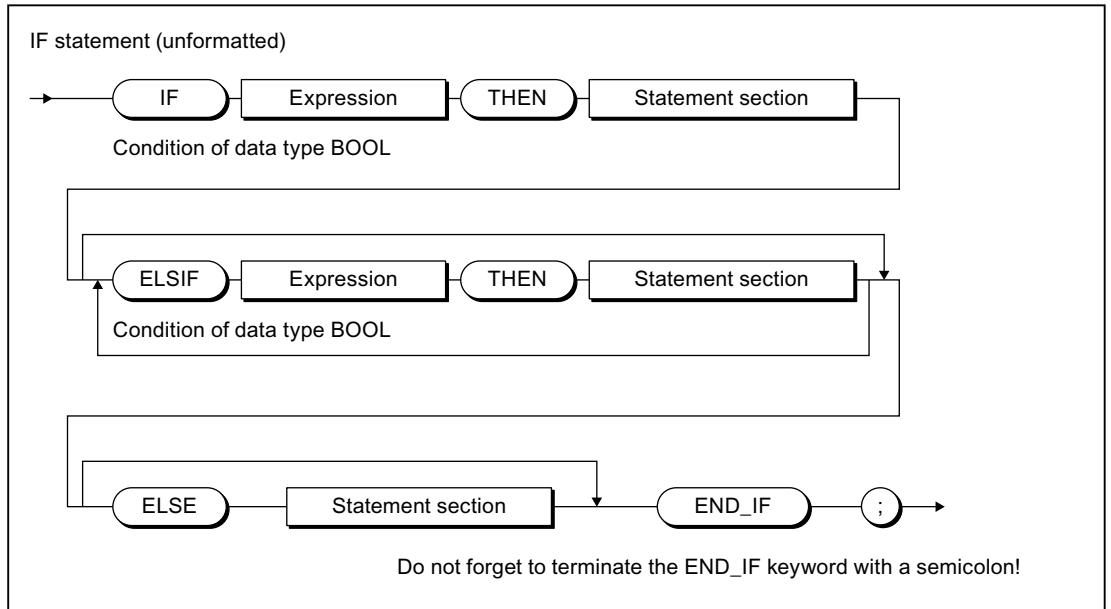 IF statement (unformatted)
IF Expression THEN Statement section
Condition of data type BOOL
ELSIF Expression THEN Statement section
Condition of data type BOOL
ELSE Statement section END_IF ;
Do not forget to terminate the END_IF keyword with a semicolon!